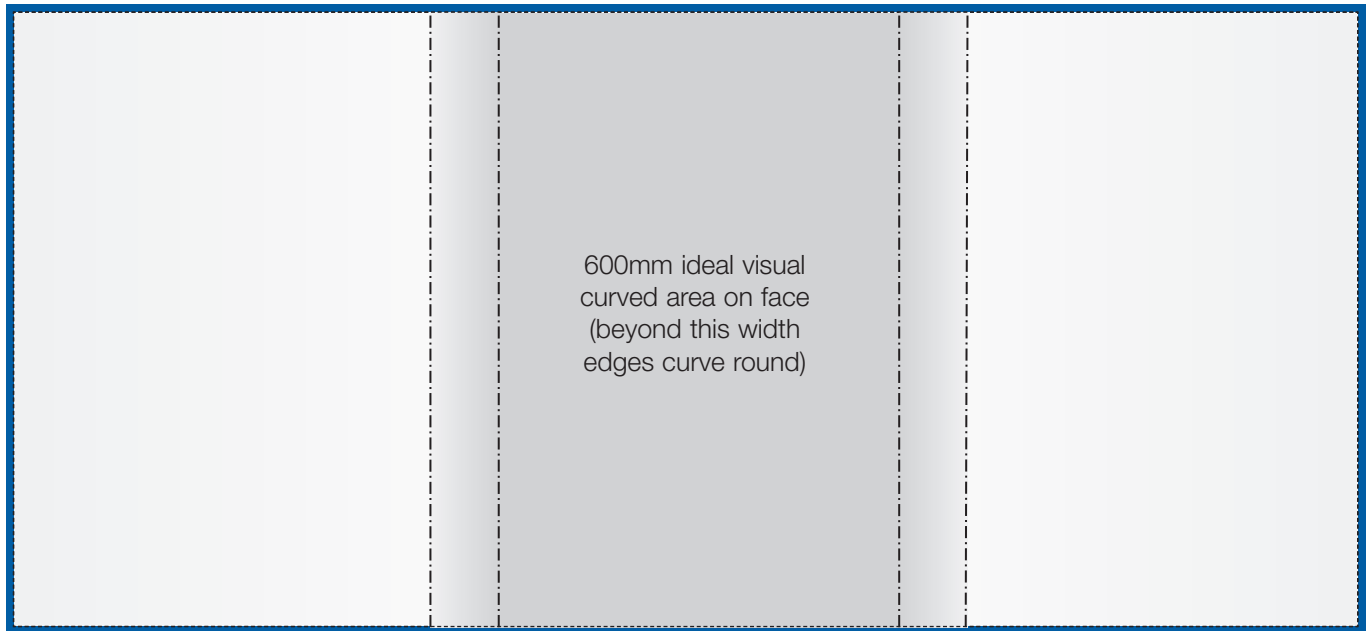 600mm ideal visual
curved area on face
(beyond this width
edges curve round)